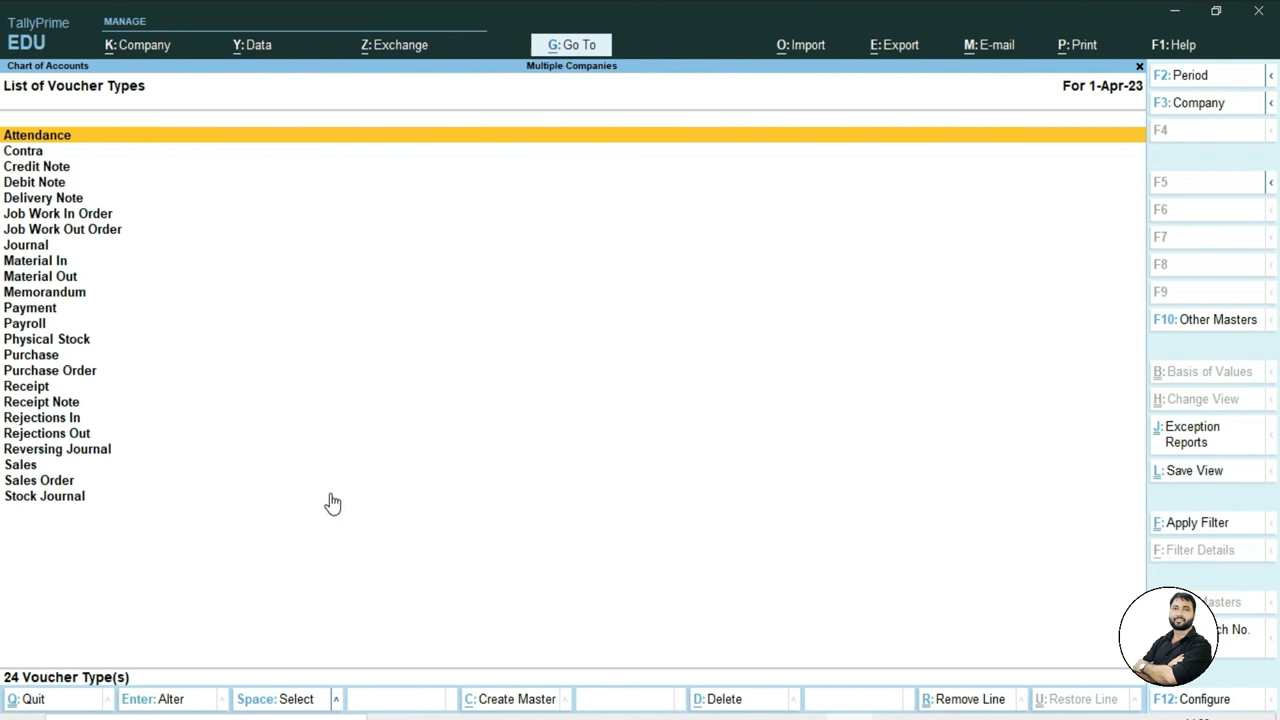 TallyPrime
EDU
MANAGE
K: Company
Y: Data
Z: Exchange
G: Go To
O: Import
E: Export
M: E-mail
P: Print
F1: Help
Chart of Accounts
Multiple Companies
x
List of Voucher Types
For 1-Apr-23
Attendance
Contra
Credit Note
Debit Note
Delivery Note
Job Work In Order
Job Work Out Order
Journal
Material In
Material Out
Memorandum
Payment
Payroll
Physical Stock
Purchase
Purchase Order
Receipt
Receipt Note
Rejections In
Rejections Out
Reversing Journal
Sales
Sales Order
Stock Journal
24 Voucher Type(s)
F2: Period
F3: Company
F4
F5
F6
F7
F8
F9
F10: Other Masters
B: Basis of Values
H: Change View
J: Exception
Reports
L: Save View
F: Apply Filter
F: Filter Details
No.
Q: Quit
Enter: Alter
Space: Select
C: Create Master
D: Delete
R: Remove Line
U: Restore Line
F12: Configure